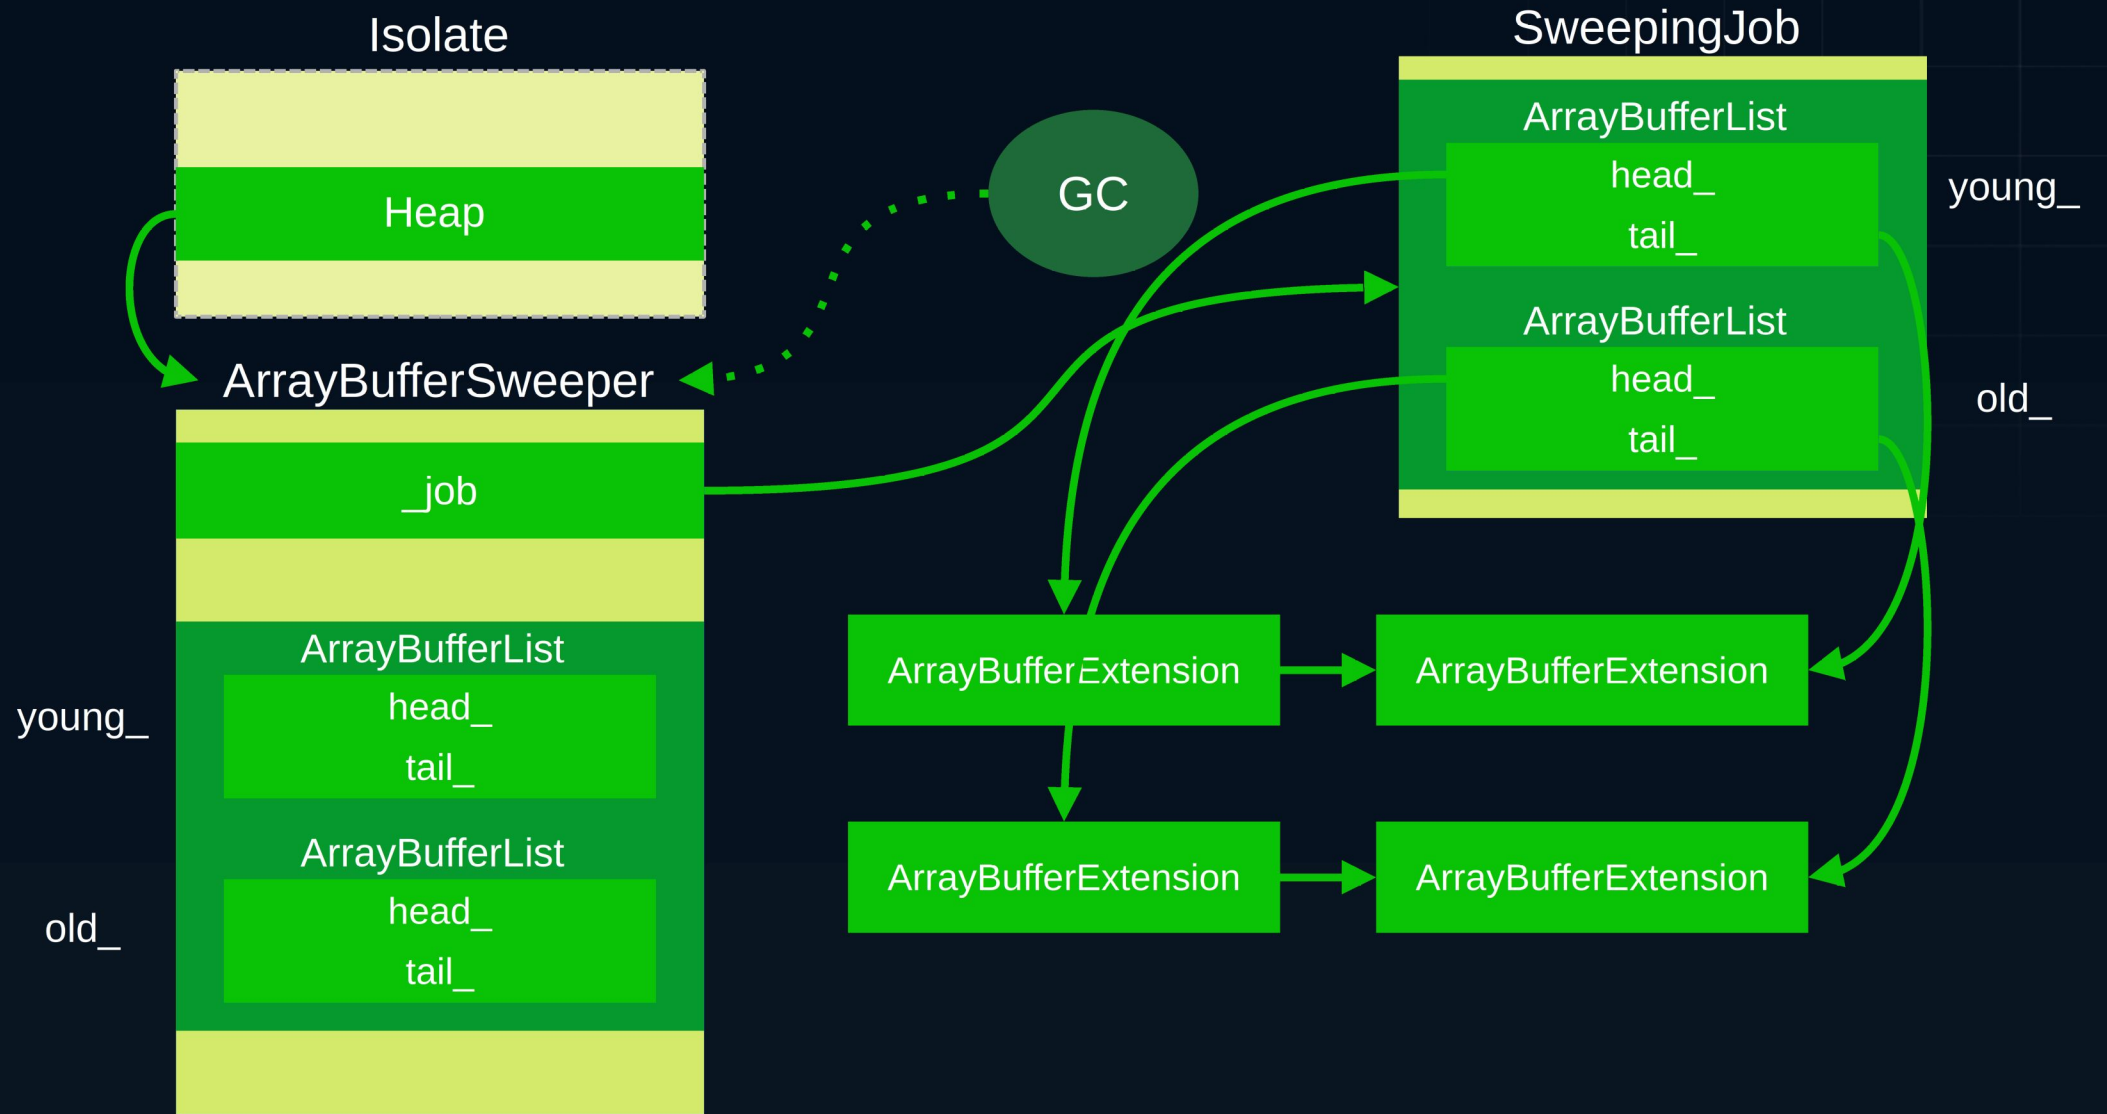 Isolate
Heap
ArrayBufferSweeper
_job
ArrayBufferList
head_
tail_
young_
ArrayBufferList
head_
tail_
old_
GC
SweepingJob
ArrayBufferList
head_
tail_
young_
ArrayBufferList
head_
tail_
old_
ArrayBufferExtension
ArrayBufferExtension
ArrayBufferExtension
ArrayBufferExtension